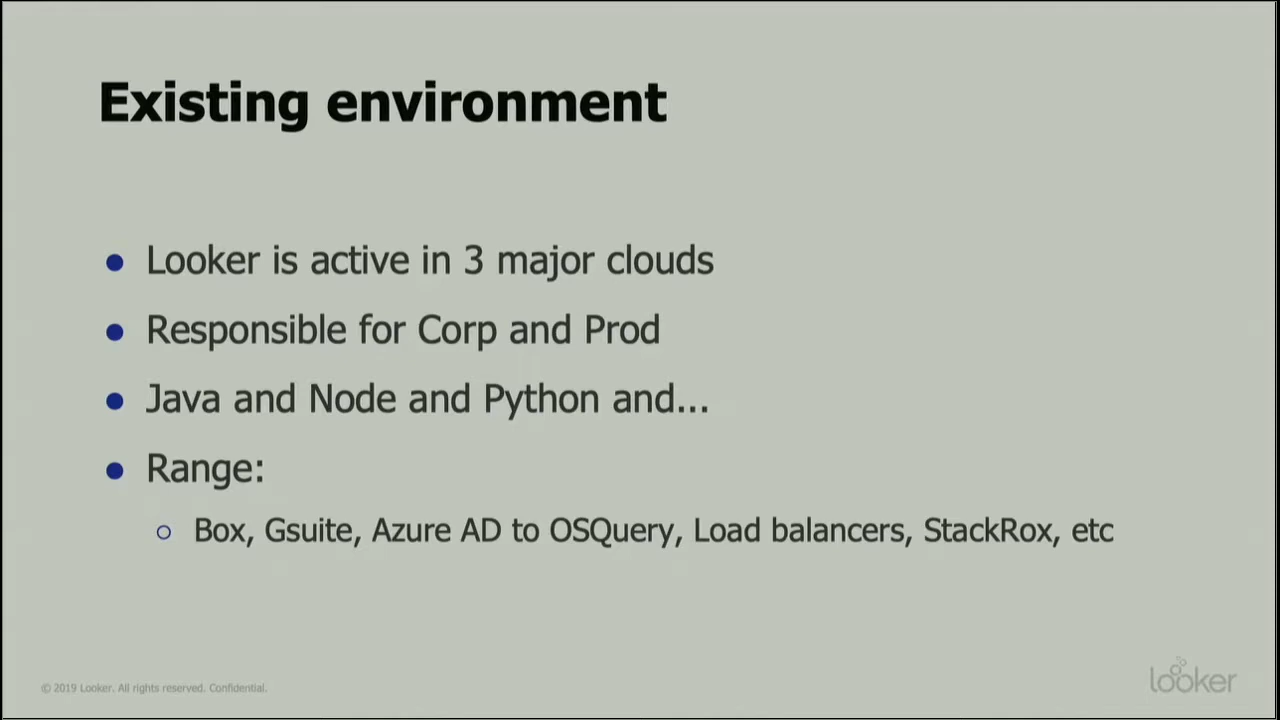 Existing environment
● Looker is active in 3 major clouds
● Responsible for Corp and Prod
● Java and Node and Python and...
● Range:
○ Box, Gsuite, Azure AD to OSQuery, Load balancers, StackRox, etc
© 2019 Looker. All rights reserved. Confidential.
looker